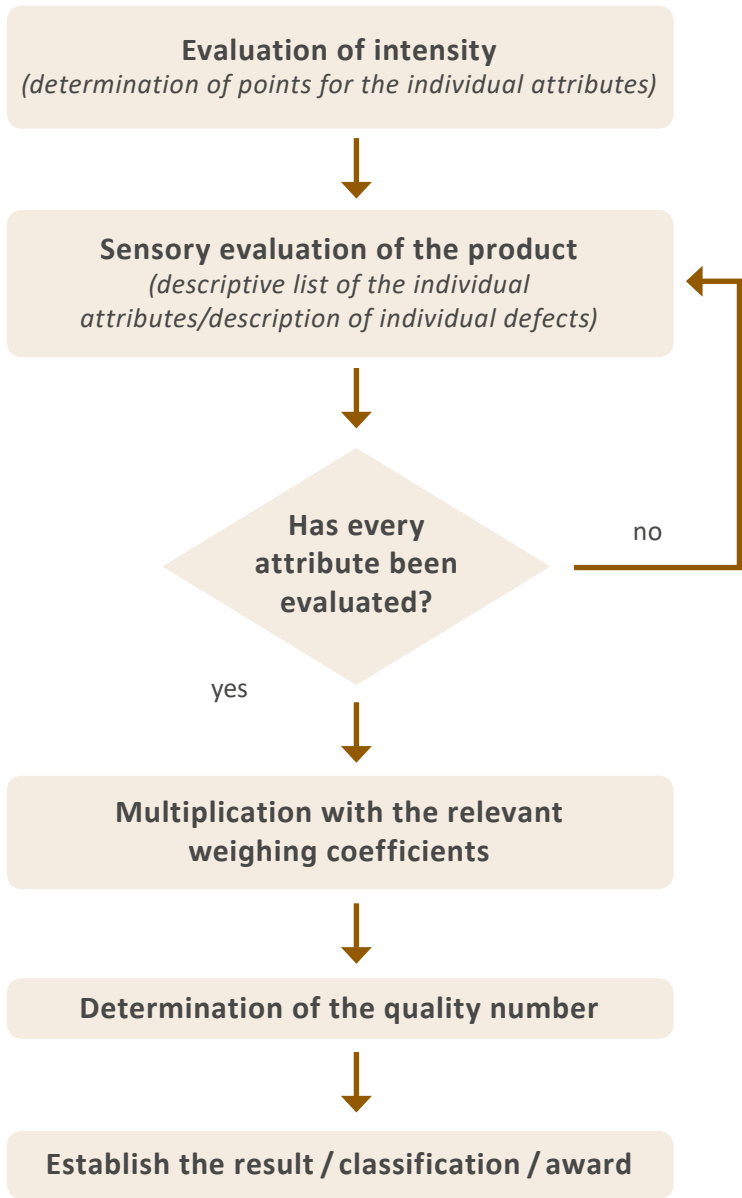 Evaluation of intensity
(determination of points for the individual attributes)
Sensory evaluation of the product
(descriptive list of the individual
attributes/description of individual defects)
Has every
attribute been
evaluated?
no
yes
Multiplication with the relevant
weighing coefficients
Determination of the quality number
Establish the result / classification / award